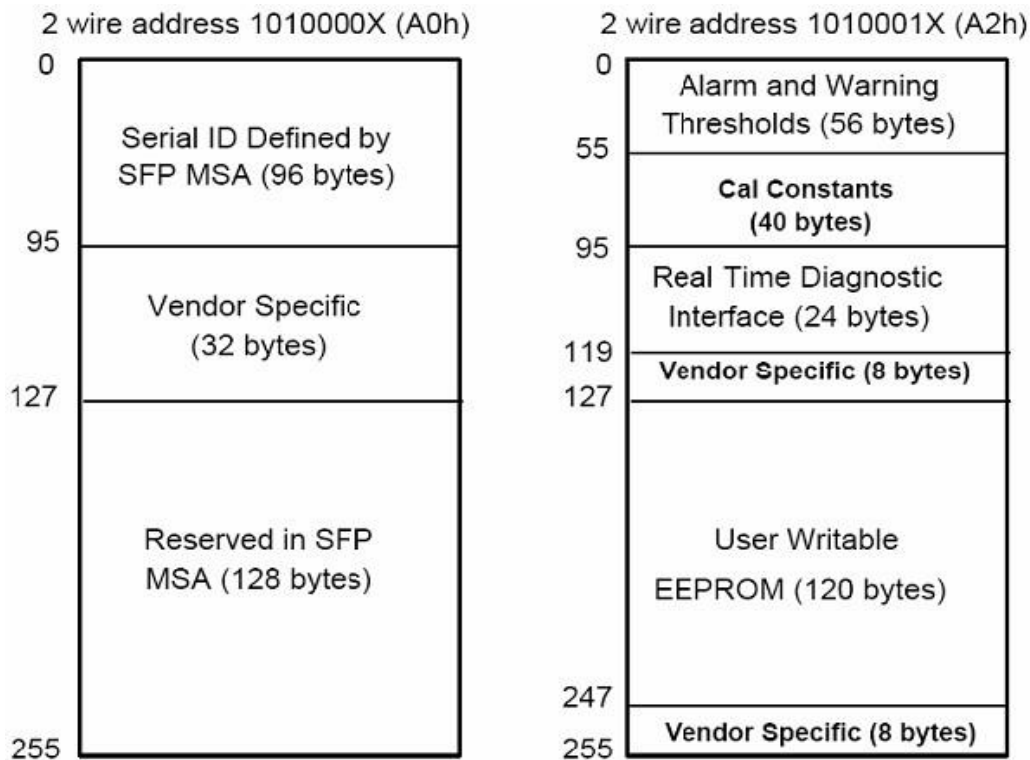 2 wire address 1010000X (A0h)
0
Serial ID Defined by
SFP MSA (96 bytes)
95
Vendor Specific
(32 bytes)
127
Reserved in SFP
MSA (128 bytes)
255
2 wire address 1010001X (A2h)
0
Alarm and Warning
Thresholds (56 bytes)
55
Cal Constants
(40 bytes)
95
Real Time Diagnostic
Interface (24 bytes)
119
Vendor Specific (8 bytes)
127
User Writable
EEPROM (120 bytes)
247
Vendor Specific (8 bytes)
255